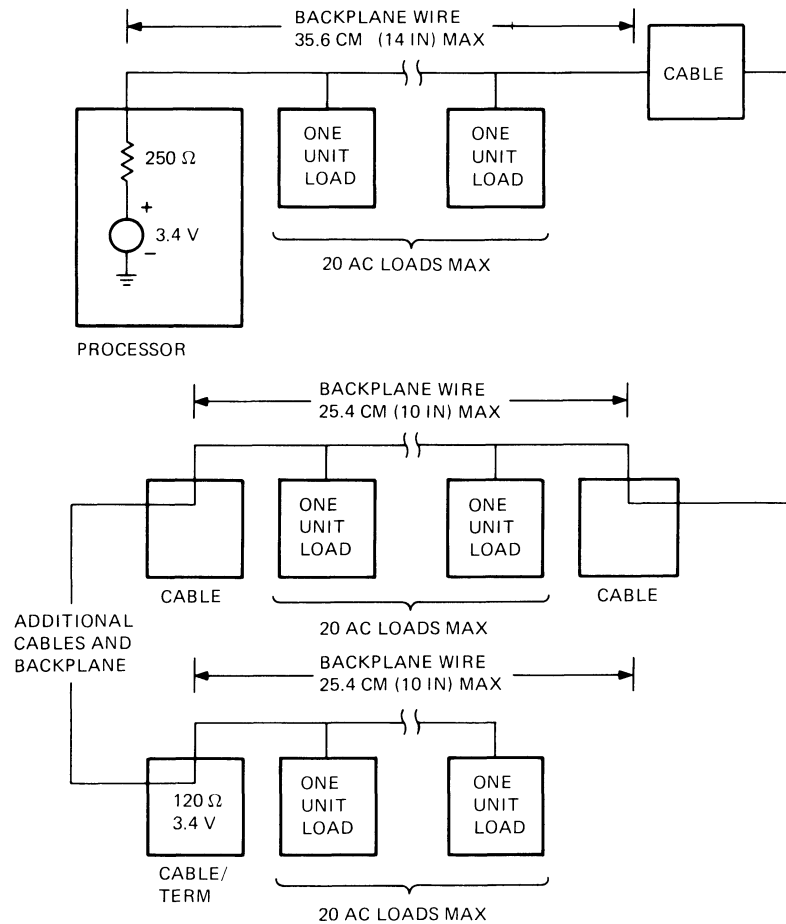 BACKPLANE WIRE
35.6 CM (14 IN) MAX
CABLE
250 Ω
+
3.4 V
−
ONE
UNIT
LOAD
ONE
UNIT
LOAD
20 AC LOADS MAX
PROCESSOR
BACKPLANE WIRE
25.4 CM (10 IN) MAX
ONE
UNIT
LOAD
ONE
UNIT
LOAD
CABLE
CABLE
20 AC LOADS MAX
ADDITIONAL
CABLES AND
BACKPLANE
BACKPLANE WIRE
25.4 CM (10 IN) MAX
120 Ω
3.4 V
ONE
UNIT
LOAD
ONE
UNIT
LOAD
CABLE/
TERM
20 AC LOADS MAX